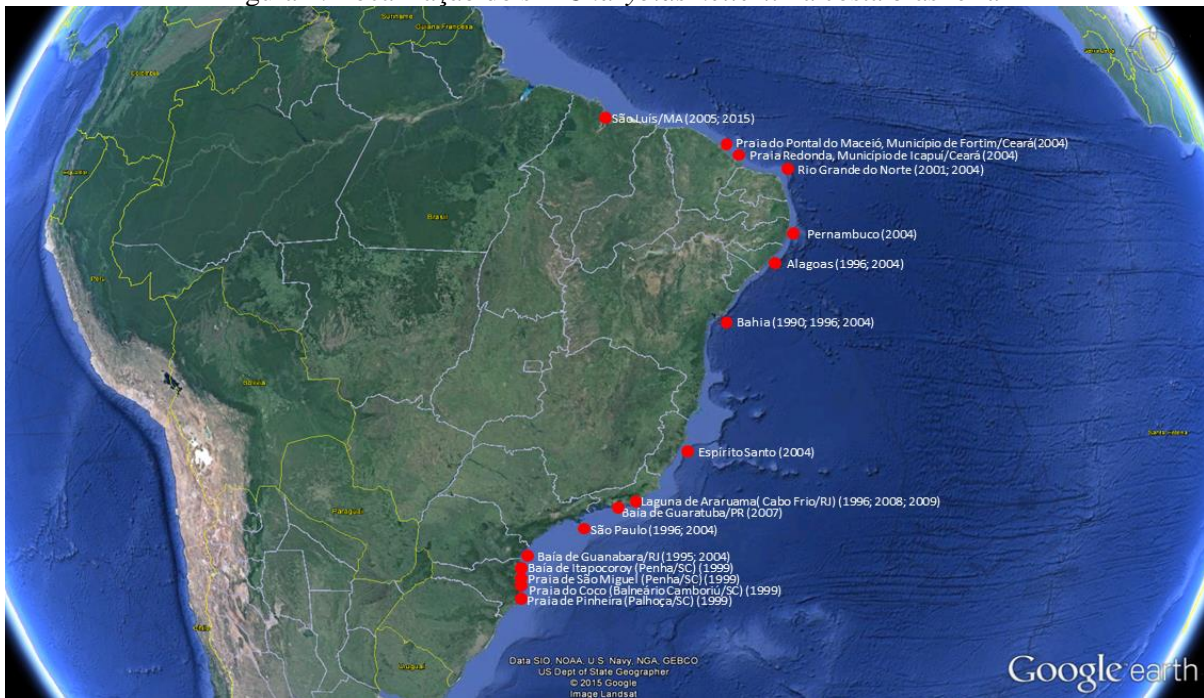 Suriname
São Luís/MA (2005; 2015)
Praia do Pontal do Maceió, Município de Fortim/Ceará(2004)
Praia Redonda, Município de Icapuí/Ceará (2004)
Rio Grande do Norte (2001; 2004)
Brasil
Pernambuco (2004)
Alagoas (1996; 2004)
Bahia (1990; 1996; 2004)
Espírito Santo (2004)
Laguna de Araruama( Cabo Frio/RJ) (1996; 2008; 2009)
Baía de Guaratuba/PR (2007)
São Paulo (1996; 2004)
Baía de Guanabara/RJ (1995; 2004)
Baía de Itapocoroy (Penha/SC) (1999)
Praia de São Miguel (Penha/SC) (1999)
Praia do Coco (Balneário Camboriú/SC) (1999)
Praia de Pinheira (Palhoça/SC) (1999)
Data SIO, NOAA, U.S. Navy, NGA, GEBCO
US Dept of State Geographer
© 2015 Google
Image Landsat
Google earth